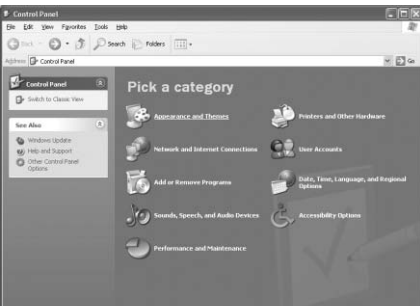 Control Panel
File Edit View Favorites Tools Help
Back Search Folders
Address Control Panel Go
Control Panel
Switch to Classic View
See Also
Windows Update
Help and Support
Other Control Panel
Options
Pick a category
Appearance and Themes
Printers and Other Hardware
Network and Internet Connections
User Accounts
Add or Remove Programs
Date, Time, Language, and Regional
Options
Sounds, Speech, and Audio Devices
Accessibility Options
Performance and Maintenance